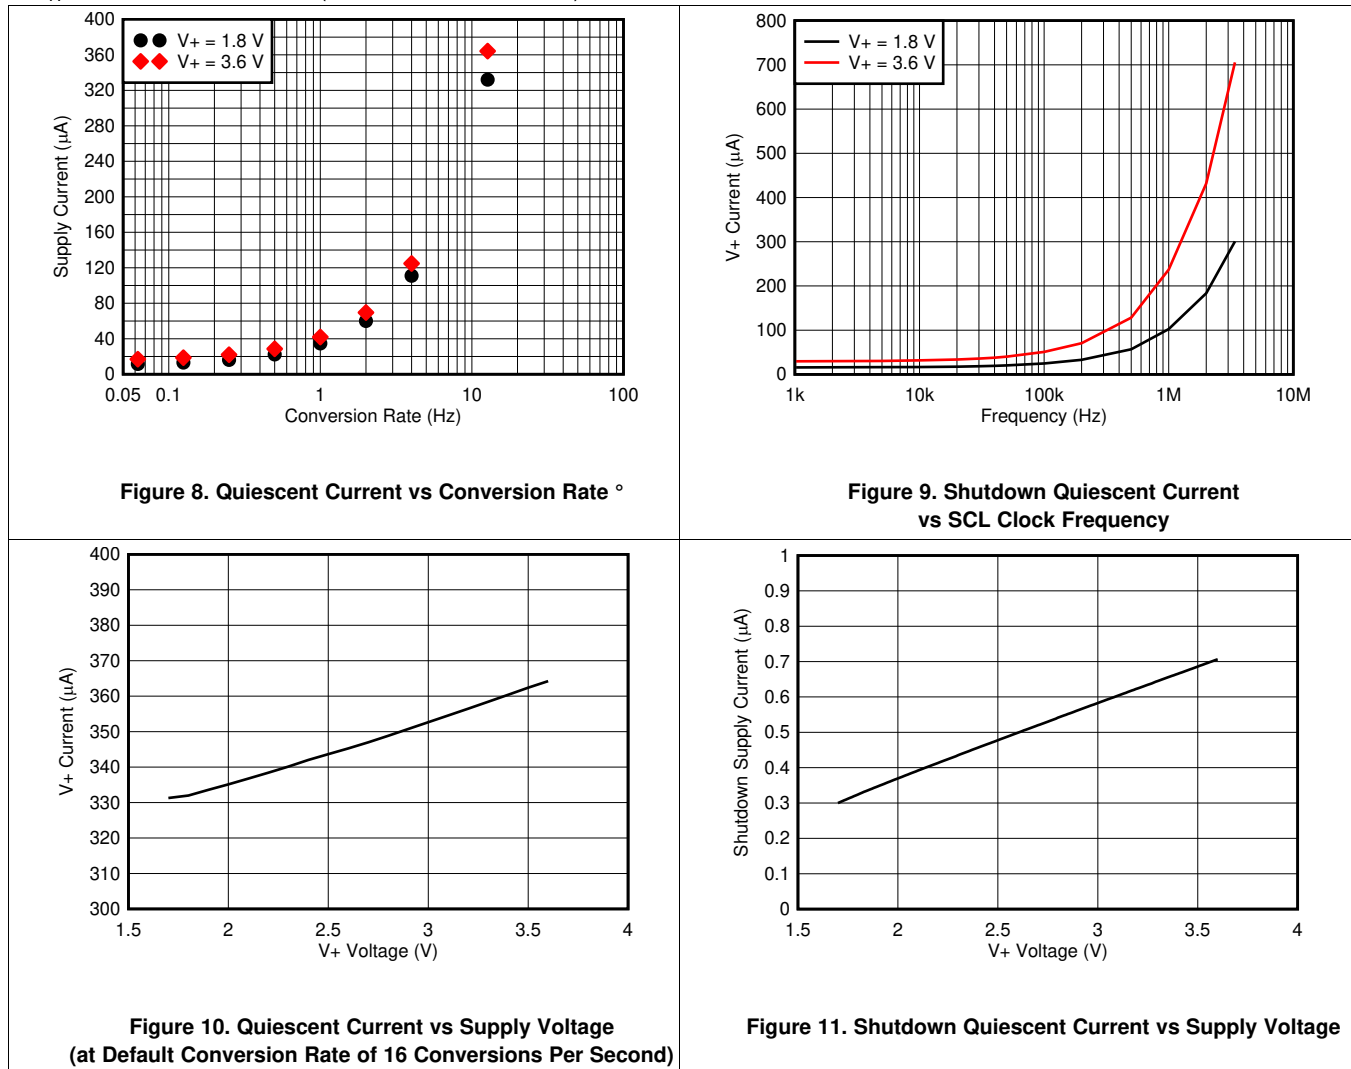 400
360
320
280
240
200
160
120
80
40
0
Supply Current (μA)
V+ = 1.8 V
V+ = 3.6 V
0.05 0.1 1 10 100
Conversion Rate (Hz)
Figure 8. Quiescent Current vs Conversion Rate °
800
700
600
500
400
300
200
100
0
V+ Current (μA)
V+ = 1.8 V
V+ = 3.6 V
1k 10k 100k 1M 10M
Frequency (Hz)
Figure 9. Shutdown Quiescent Current
vs SCL Clock Frequency
400
390
380
370
360
350
340
330
320
310
300
V+ Current (μA)
1.5 2 2.5 3 3.5 4
V+ Voltage (V)
Figure 10. Quiescent Current vs Supply Voltage
(at Default Conversion Rate of 16 Conversions Per Second)
1
0.9
0.8
0.7
0.6
0.5
0.4
0.3
0.2
0.1
0
Shutdown Supply Current (μA)
1.5 2 2.5 3 3.5 4
V+ Voltage (V)
Figure 11. Shutdown Quiescent Current vs Supply Voltage